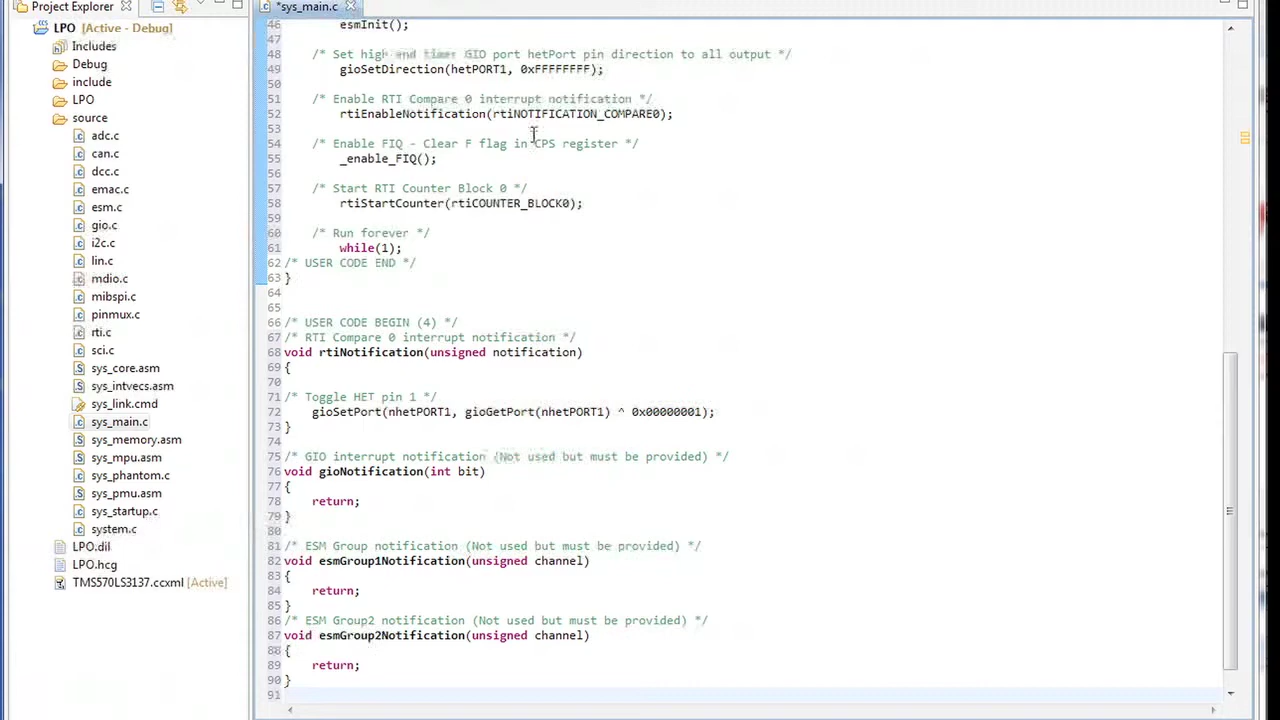 Project Explorer
*sys_main.c
LPO [Active - Debug]
Includes
Debug
include
LPO
source
adc.c
can.c
dcc.c
emac.c
esm.c
gio.c
i2c.c
lin.c
mdio.c
mibspi.c
pinmux.c
rti.c
sci.c
sys_core.asm
sys_intvecs.asm
sys_link.cmd
sys_main.c
sys_memory.asm
sys_mpu.asm
sys_phantom.c
sys_pmu.asm
sys_startup.c
system.c
LPO.dil
LPO.hcg
TMS570LS3137.ccxml [Active]
46 esmInit();
47
48 /* Set high end timer GIO port hetPort pin direction to all output */
49 gioSetDirection(hetPORT1, 0xFFFFFFFF);
50
51 /* Enable RTI Compare 0 interrupt notification */
52 rtiEnableNotification(rtiNOTIFICATION_COMPARE0);
53
54 /* Enable FIQ - Clear F flag in CPS register */
55 _enable_FIQ();
56
57 /* Start RTI Counter Block 0 */
58 rtiStartCounter(rtiCOUNTER_BLOCK0);
59
60 /* Run forever */
61 while(1);
62 /* USER CODE END */
63 }
64
65
66 /* USER CODE BEGIN (4) */
67 /* RTI Compare 0 interrupt notification */
68 void rtiNotification(unsigned notification)
69 {
70
71 /* Toggle HET pin 1 */
72 gioSetPort(nhetPORT1, gioGetPort(nhetPORT1) ^ 0x00000001);
73 }
74
75 /* GIO interrupt notification (Not used but must be provided) */
76 void gioNotification(int bit)
77 {
78 return;
79 }
80
81 /* ESM Group notification (Not used but must be provided) */
82 void esmGroup1Notification(unsigned channel)
83 {
84 return;
85 }
86 /* ESM Group2 notification (Not used but must be provided) */
87 void esmGroup2Notification(unsigned channel)
88 {
89 return;
90 }
91